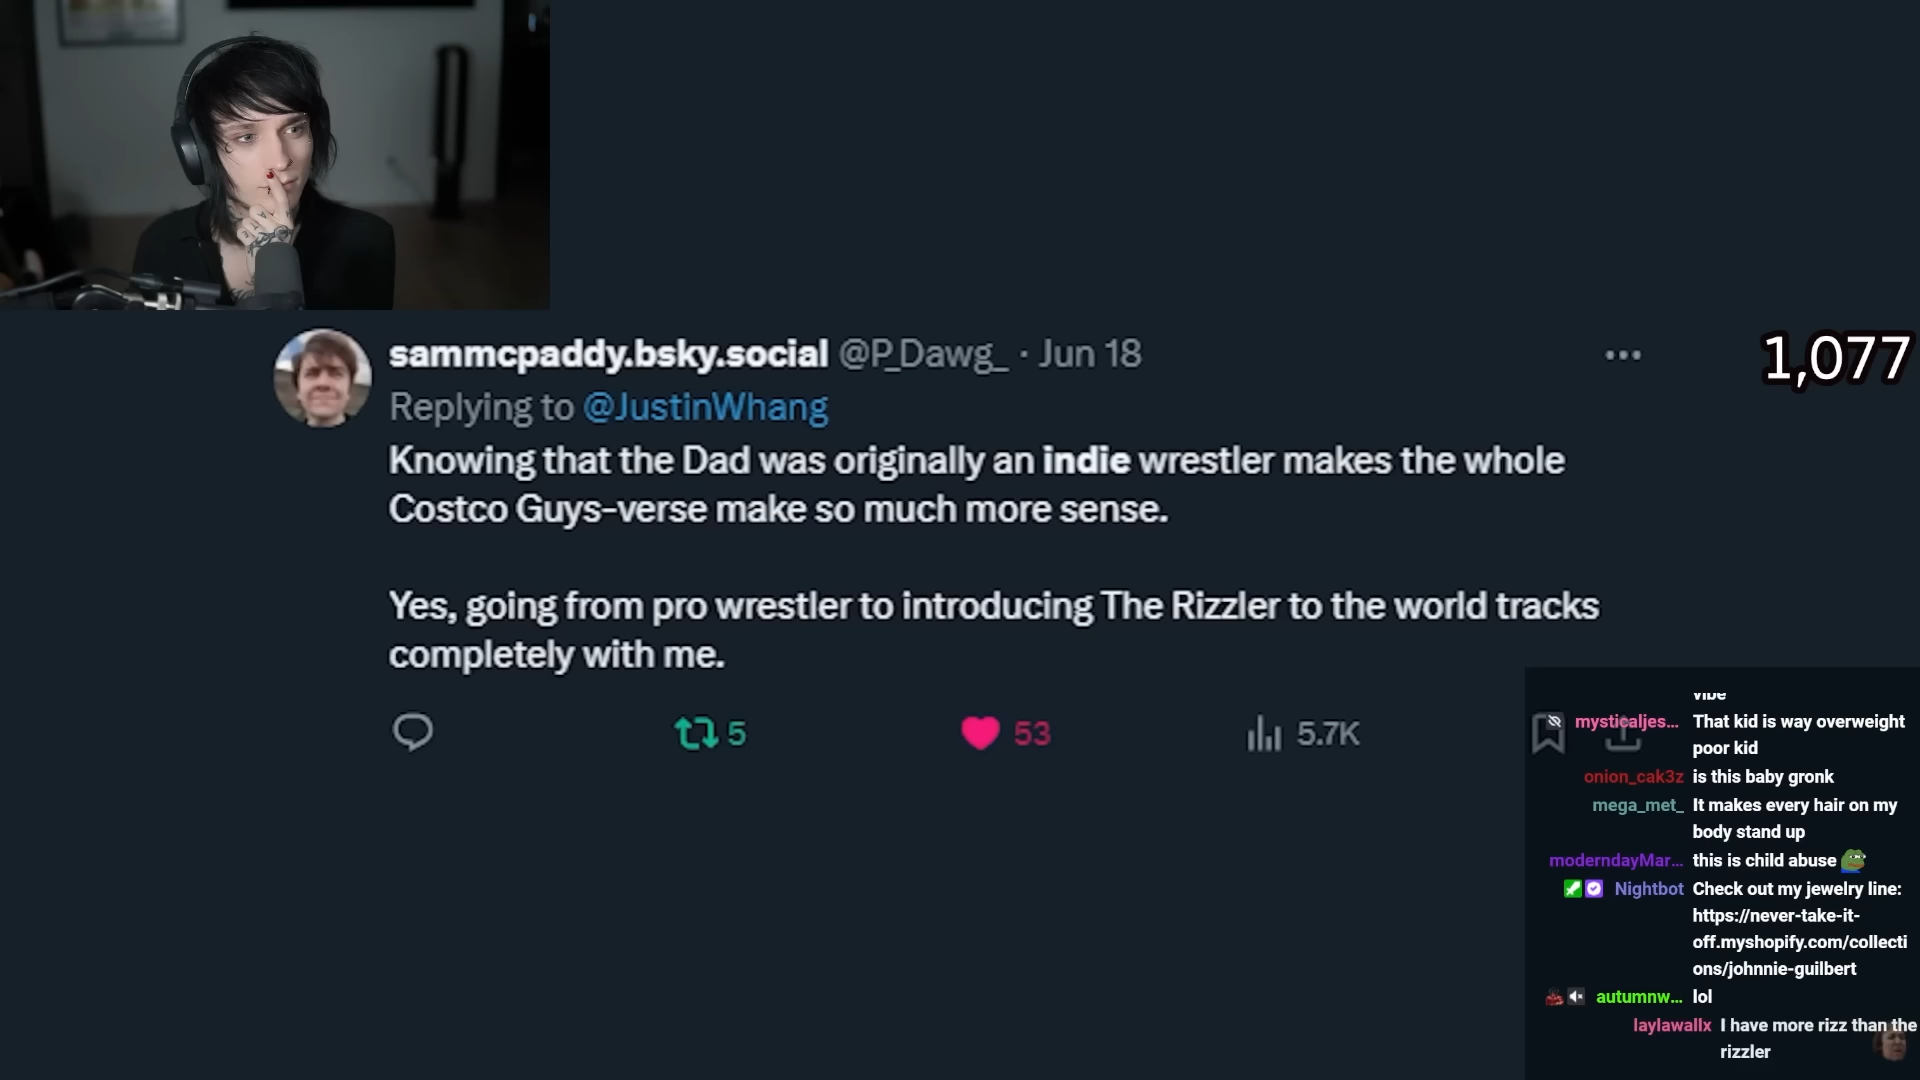 sammcpaddy.bsky.social @P_Dawg_ · Jun 18
1,077
Replying to @JustinWhang
Knowing that the Dad was originally an indie wrestler makes the whole
Costco Guys-verse make so much more sense.
Yes, going from pro wrestler to introducing The Rizzler to the world tracks
completely with me.
5
53
5.7K
vibe
mysticaljes... That kid is way overweight
poor kid
onion_cak3z is this baby gronk
mega_met_ It makes every hair on my
body stand up
moderndayMar... this is child abuse
Nightbot Check out my jewelry line:
https://never-take-it-
off.myshopify.com/collecti
ons/johnnie-guilbert
autumnw... lol
laylawallx I have more rizz than the
rizzler